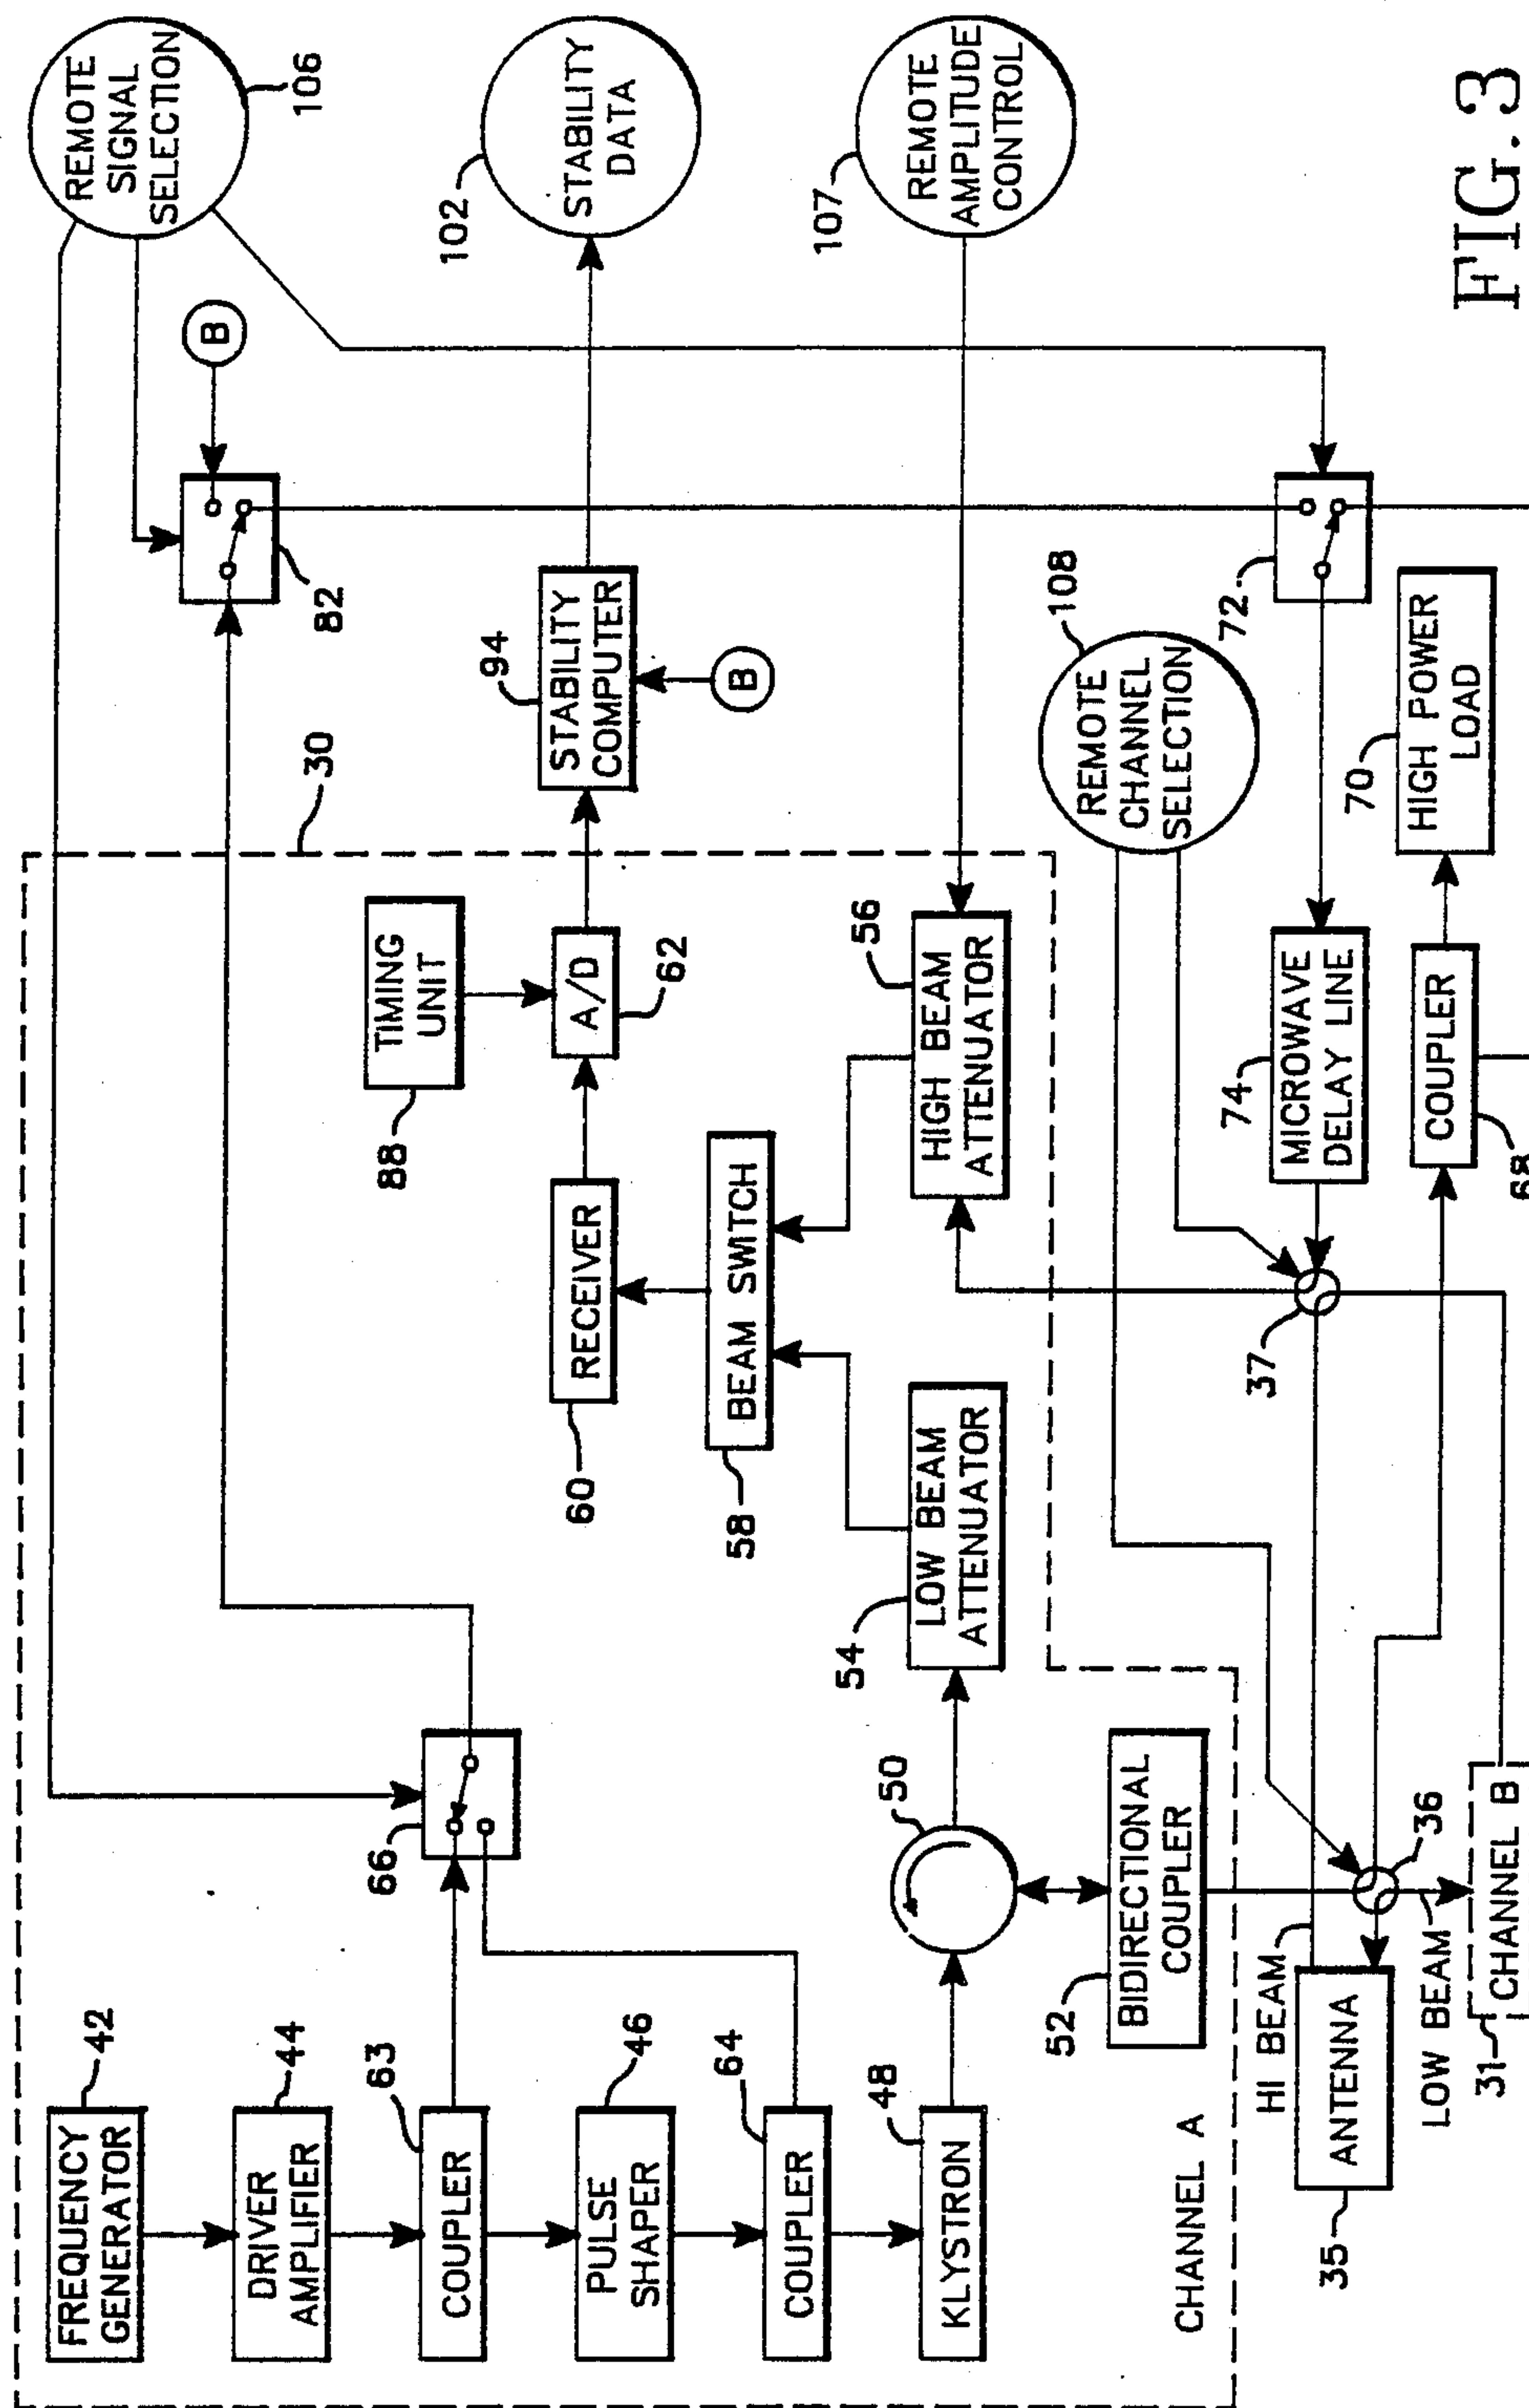 FREQUENCY
GENERATOR
42
DRIVER
AMPLIFIER
44
COUPLER
63
PULSE
SHAPER
46
COUPLER
64
KLYSTRON
48
CHANNEL A
66
50
BIDIRECTIONAL
COUPLER
52
LOW BEAM
ATTENUATOR
54
BEAM SWITCH
58
RECEIVER
60
A/D
62
TIMING
UNIT
88
HIGH BEAM
ATTENUATOR
56
30
STABILITY
COMPUTER
94
B
82
B
REMOTE
SIGNAL
SELECTION
106
STABILITY
DATA
102
REMOTE
AMPLITUDE
CONTROL
107
REMOTE
CHANNEL
SELECTION
108
72
MICROWAVE
DELAY LINE
74
HIGH POWER
LOAD
70
COUPLER
68
37
36
HI BEAM
ANTENNA
35
LOW BEAM
31
CHANNEL B
FIG. 3